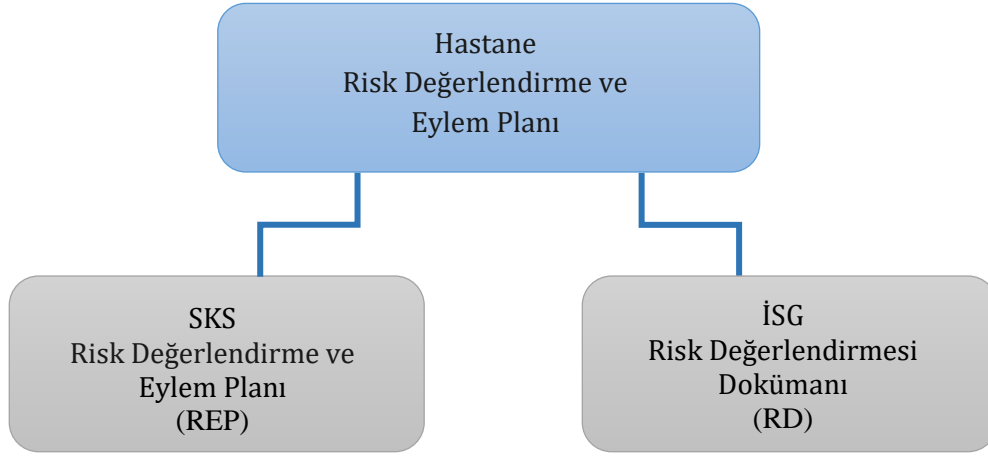 Hastane
Risk Değerlendirme ve
Eylem Planı
SKS
Risk Değerlendirme ve
Eylem Planı
(REP)
İSG
Risk Değerlendirmesi
Dokümanı
(RD)